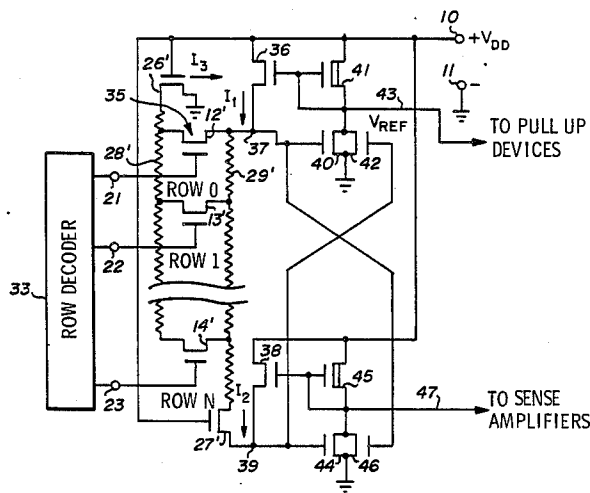 10
+VDD
11
−
36
41
26'
I3
35
I1
43
12'
37
VREF
TO PULL UP
DEVICES
40
42
28'
29'
21
ROW 0
13'
22
ROW 1
33
ROW DECODER
14'
38
45
23
ROW N
I2
47
TO SENSE
AMPLIFIERS
27'
39
44
46